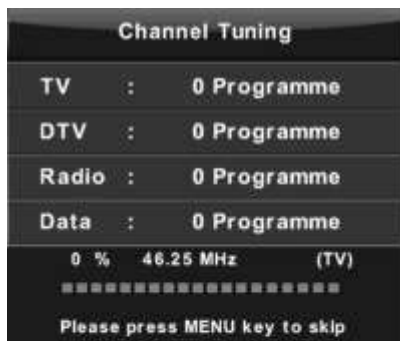 Channel Tuning
TV : 0 Programme
DTV : 0 Programme
Radio : 0 Programme
Data : 0 Programme
0 % 46.25 MHz (TV)
Please press MENU key to skip